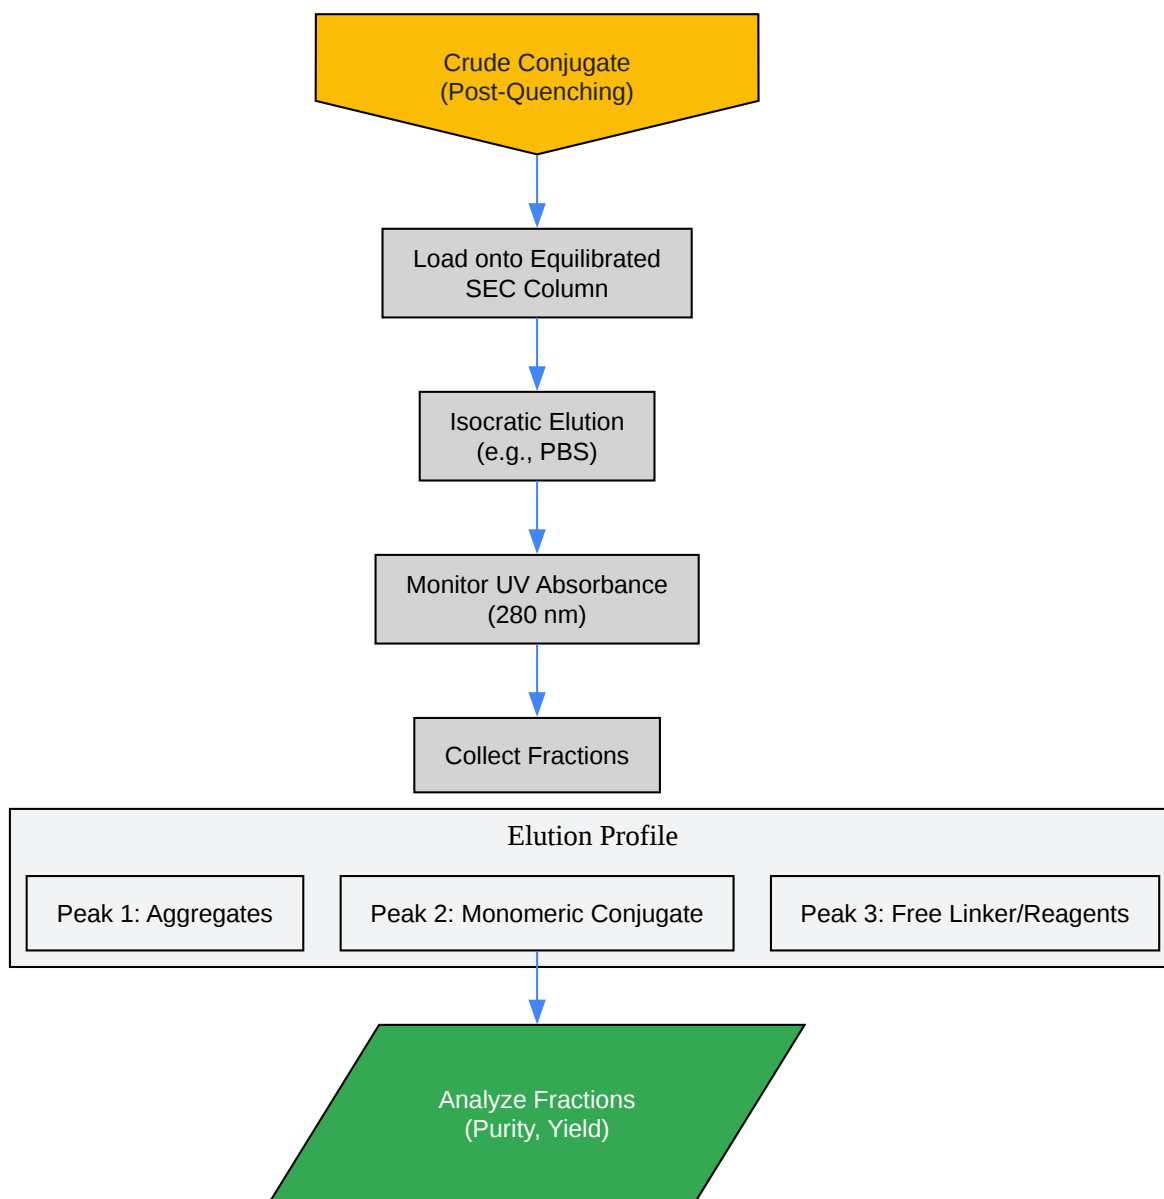 Crude Conjugate
(Post-Quenching)
Load onto Equilibrated
SEC Column
Isocratic Elution
(e.g., PBS)
Monitor UV Absorbance
(280 nm)
Collect Fractions
Elution Profile
Peak 1: Aggregates
Peak 2: Monomeric Conjugate
Peak 3: Free Linker/Reagents
Analyze Fractions
(Purity, Yield)